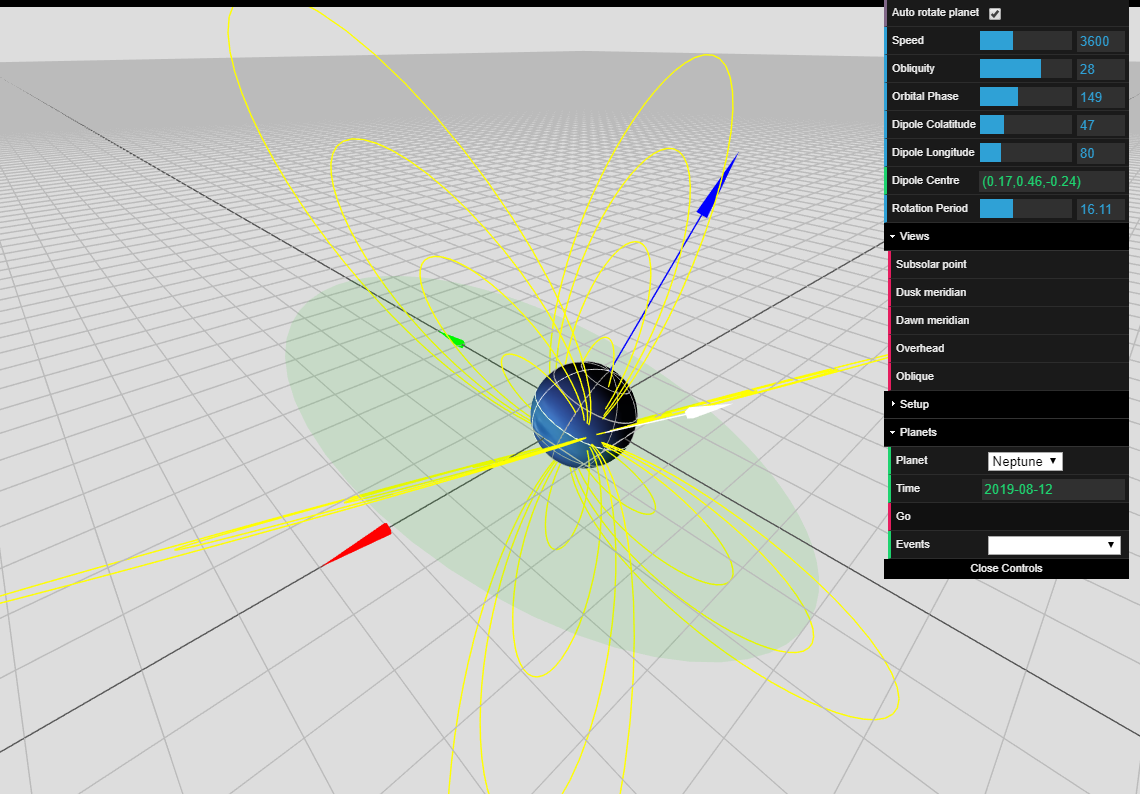 Auto rotate planet
Speed 3600
Obliquity 28
Orbital Phase 149
Dipole Colatitude 47
Dipole Longitude 80
Dipole Centre (0.17,0.46,-0.24)
Rotation Period 16.11
Views
Subsolar point
Dusk meridian
Dawn meridian
Overhead
Oblique
Setup
Planets
Planet Neptune
Time 2019-08-12
Go
Events
Close Controls